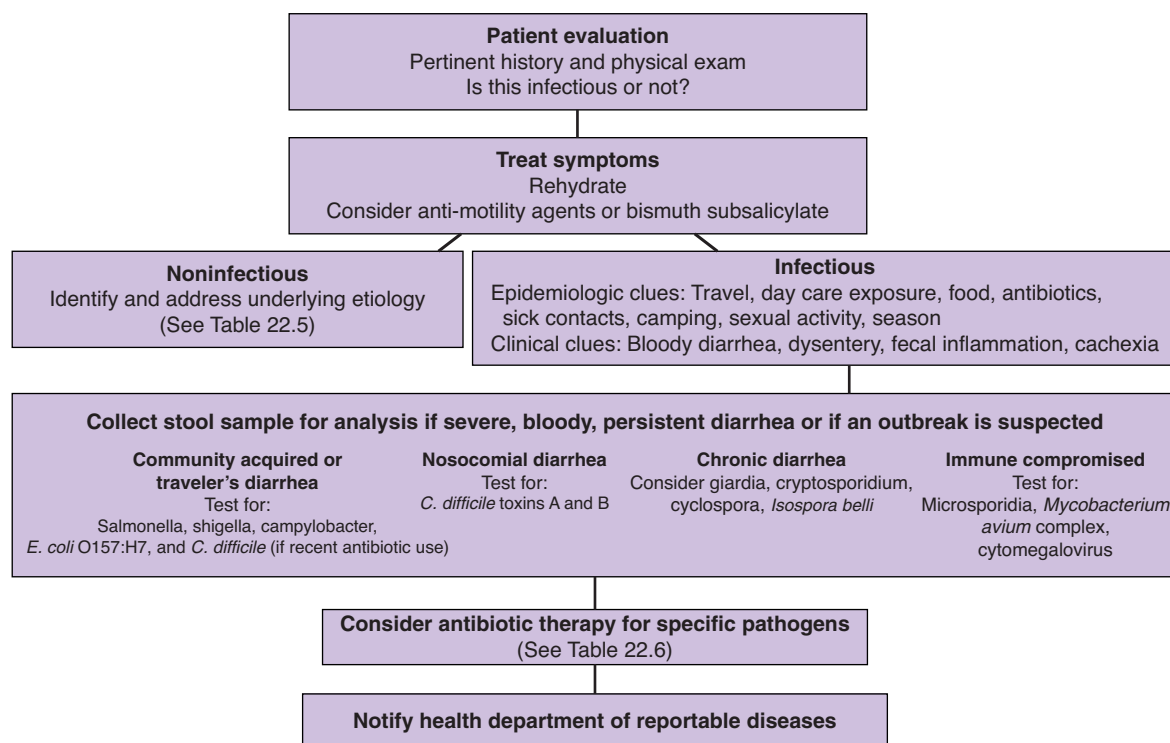 Patient evaluation
Pertinent history and physical exam
Is this infectious or not?
Treat symptoms
Rehydrate
Consider anti-motility agents or bismuth subsalicylate
Noninfectious
Identify and address underlying etiology
(See Table 22.5)
Infectious
Epidemiologic clues: Travel, day care exposure, food, antibiotics,
sick contacts, camping, sexual activity, season
Clinical clues: Bloody diarrhea, dysentery, fecal inflammation, cachexia
Collect stool sample for analysis if severe, bloody, persistent diarrhea or if an outbreak is suspected
Community acquired or
traveler's diarrhea
Test for:
Salmonella, shigella, campylobacter,
E. coli O157:H7, and C. difficile (if recent antibiotic use)
Nosocomial diarrhea
Test for:
C. difficile toxins A and B
Chronic diarrhea
Consider giardia, cryptosporidium,
cyclospora, Isospora belli
Immune compromised
Test for:
Microsporidia, Mycobacterium
avium complex,
cytomegalovirus
Consider antibiotic therapy for specific pathogens
(See Table 22.6)
Notify health department of reportable diseases